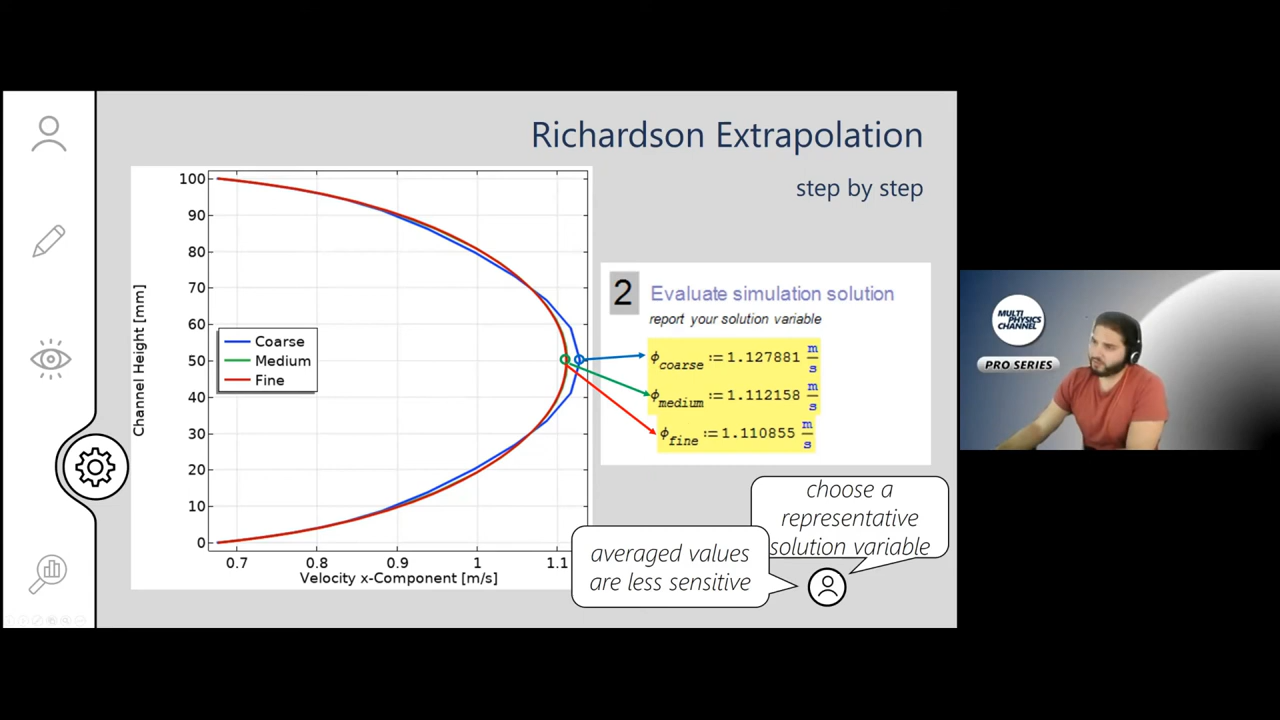 Richardson Extrapolation
step by step
100
90
80
70
60
50
40
30
20
10
0
Channel Height [mm]
Coarse
Medium
Fine
0.7 0.8 0.9 1 1.1
Velocity x-Component [m/s]
2 Evaluate simulation solution
report your solution variable
ϕcoarse := 1.127881 m/s
ϕmedium := 1.112158 m/s
ϕfine := 1.110855 m/s
choose a
representative
solution variable
averaged values
are less sensitive
MULTI
PHYSICS
CHANNEL
PRO SERIES